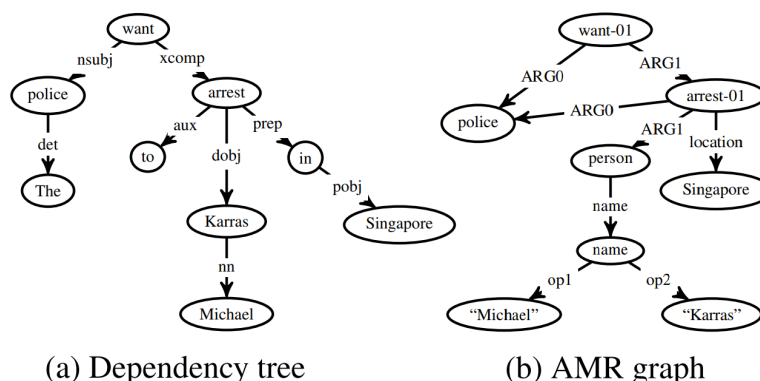 want
nsubj
xcomp
police
arrest
det
aux
dobj
prep
The
to
in
pobj
Karras
Singapore
nn
Michael
(a) Dependency tree
want-01
ARG0
ARG1
arrest-01
police
ARG0
ARG1
location
person
Singapore
name
name
op1
op2
“Michael”
“Karras”
(b) AMR graph